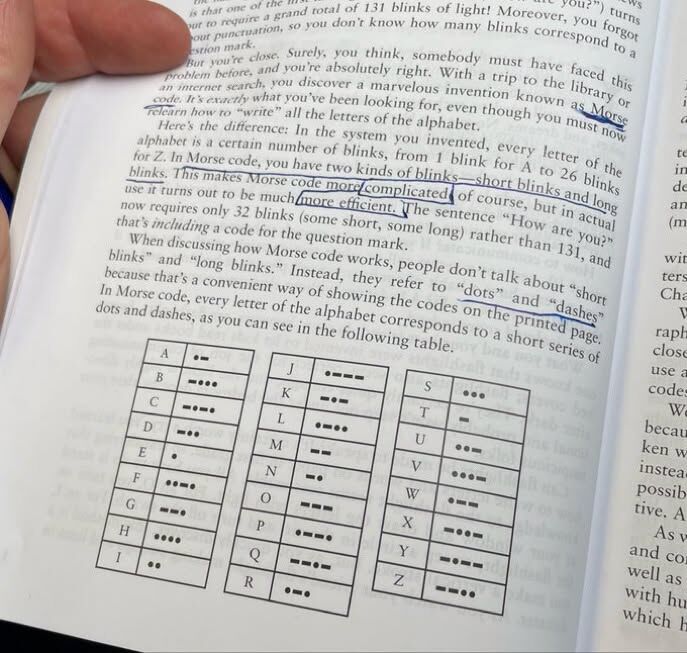 is that one of the
you?") turns
out to require a grand total of 131 blinks of light! Moreover, you forgot
about punctuation, so you don't know how many blinks correspond to a
question mark.
But you're close. Surely, you think, somebody must have faced this
problem before, and you're absolutely right. With a trip to the library or
an internet search, you discover a marvelous invention known as Morse
code. It's exactly what you've been looking for, even though you must now
relearn how to "write" all the letters of the alphabet.
Here's the difference: In the system you invented, every letter of the
alphabet is a certain number of blinks, from 1 blink for A to 26 blinks
for Z. In Morse code, you have two kinds of blinks—short blinks and long
blinks. This makes Morse code more complicated, of course, but in actual
use it turns out to be much more efficient. The sentence "How are you?"
now requires only 32 blinks (some short, some long) rather than 131, and
that's including a code for the question mark.
When discussing how Morse code works, people don't talk about "short
blinks" and "long blinks." Instead, they refer to "dots" and "dashes"
because that's a convenient way of showing the codes on the printed page.
In Morse code, every letter of the alphabet corresponds to a short series of
dots and dashes, as you can see in the following table.
A •–
B –•••
C –•–•
D –••
E •
F ••–•
G ––•
H ••••
I ••
J •–––
K –•–
L •–••
M ––
N –•
O –––
P •––•
Q ––•–
R •–•
S •••
T –
U ••–
V •••–
W •––
X –••–
Y –•––
Z ––••
wit
ters
Cha
raph
close
use a
codes
We
becau
ken w
instea
possib
tive. A
As w
and co
well as
with hu
which h